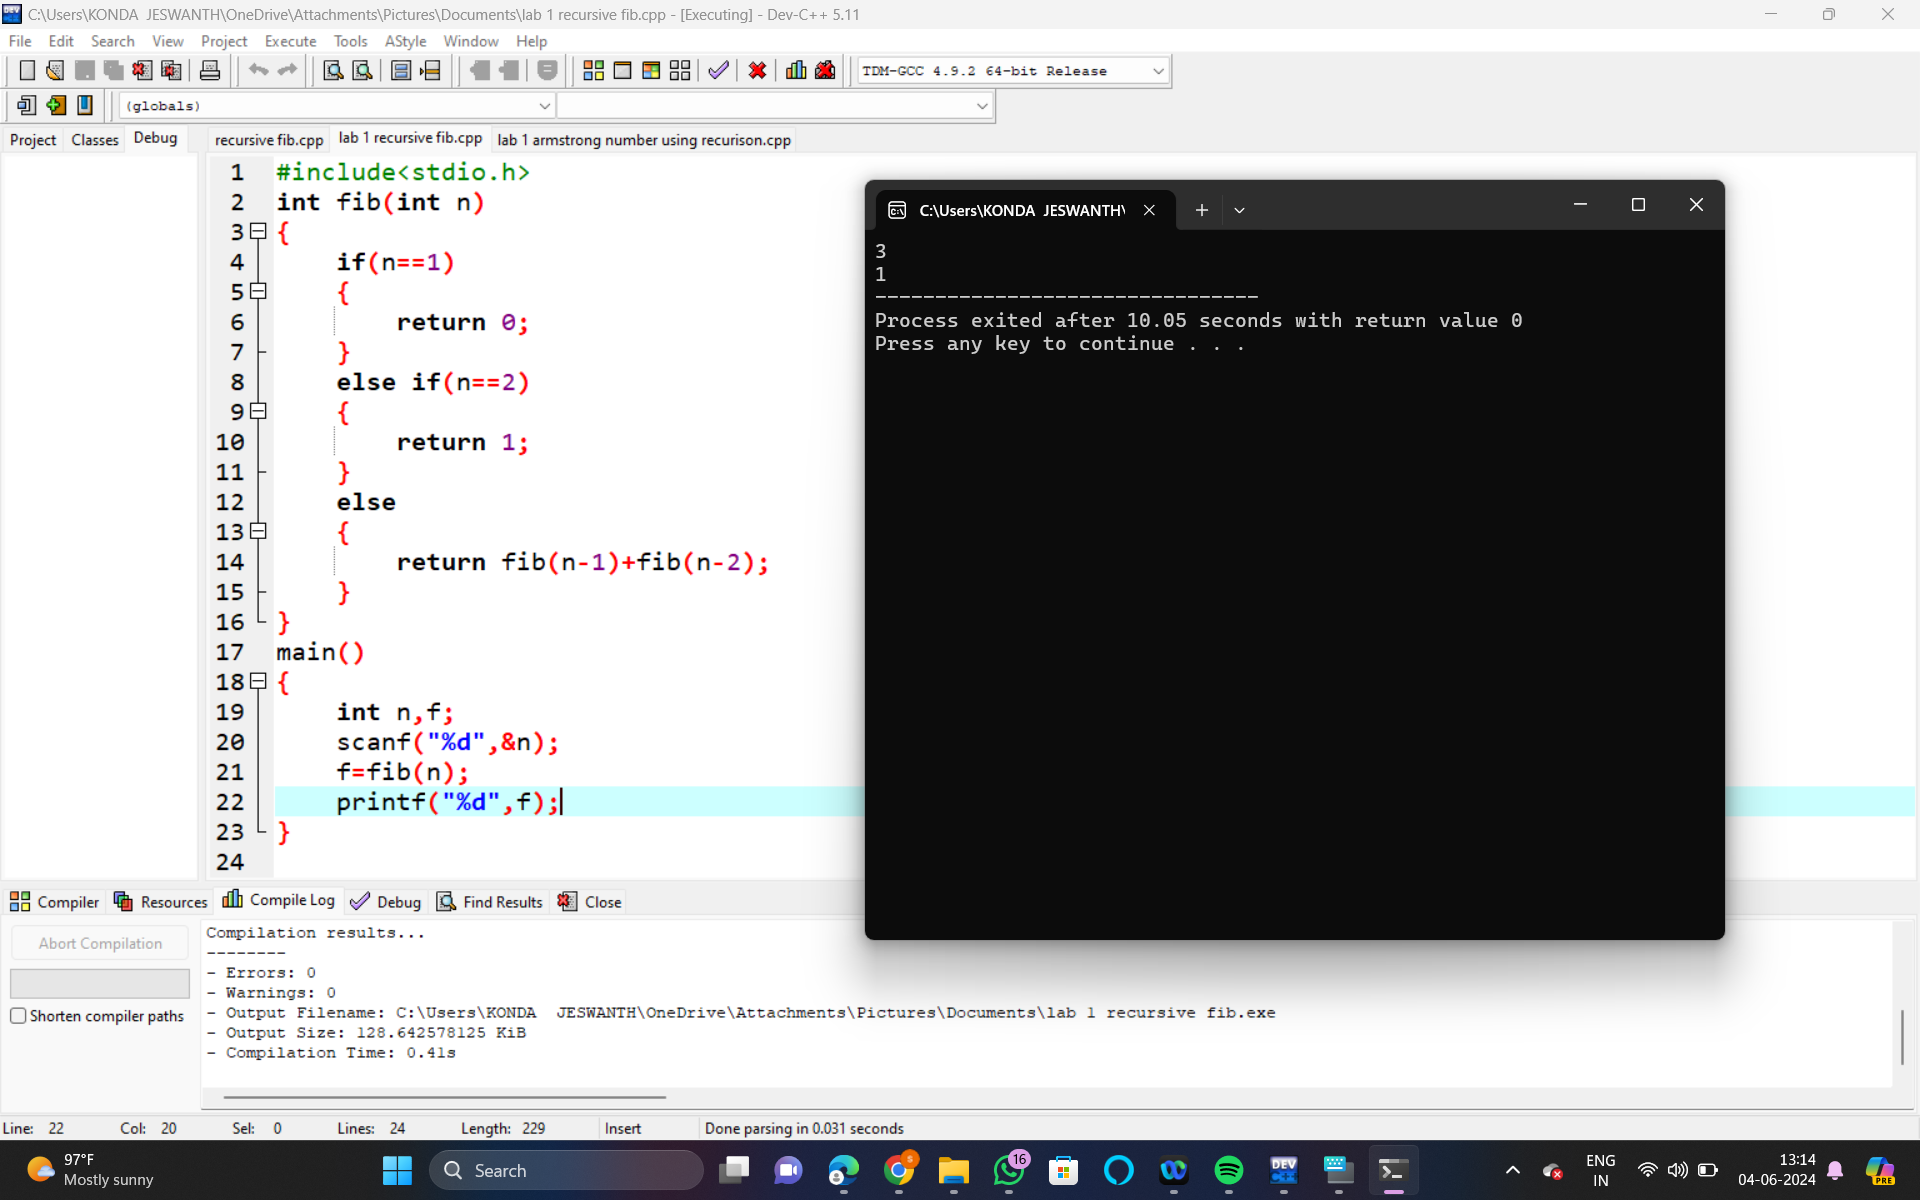 C:\Users\KONDA  JESWANTH\OneDrive\Attachments\Pictures\Documents\lab 1 recursive fib.cpp - [Executing] - Dev-C++ 5.11
File Edit Search View Project Execute Tools AStyle Window Help
TDM-GCC 4.9.2 64-bit Release
(globals)
Project Classes Debug recursive fib.cpp lab 1 recursive fib.cpp lab 1 armstrong number using recurison.cpp
1 #include<stdio.h>
2 int fib(int n)
3 {
4 if(n==1)
5 {
6 return 0;
7 }
8 else if(n==2)
9 {
10 return 1;
11 }
12 else
13 {
14 return fib(n-1)+fib(n-2);
15 }
16 }
17 main()
18 {
19 int n,f;
20 scanf("%d",&n);
21 f=fib(n);
22 printf("%d",f);
23 }
24
C:\Users\KONDA  JESWANTH\
3
1
--------------------------------
Process exited after 10.05 seconds with return value 0
Press any key to continue . . .
Compiler Resources Compile Log Debug Find Results Close
Abort Compilation
Shorten compiler paths
Compilation results...
--------
- Errors: 0
- Warnings: 0
- Output Filename: C:\Users\KONDA  JESWANTH\OneDrive\Attachments\Pictures\Documents\lab 1 recursive fib.exe
- Output Size: 128.642578125 KiB
- Compilation Time: 0.41s
Line: 22 Col: 20 Sel: 0 Lines: 24 Length: 229 Insert Done parsing in 0.031 seconds
97°F
Mostly sunny
Search
16
DEV
C++
ENG
IN
13:14
04-06-2024
PRE